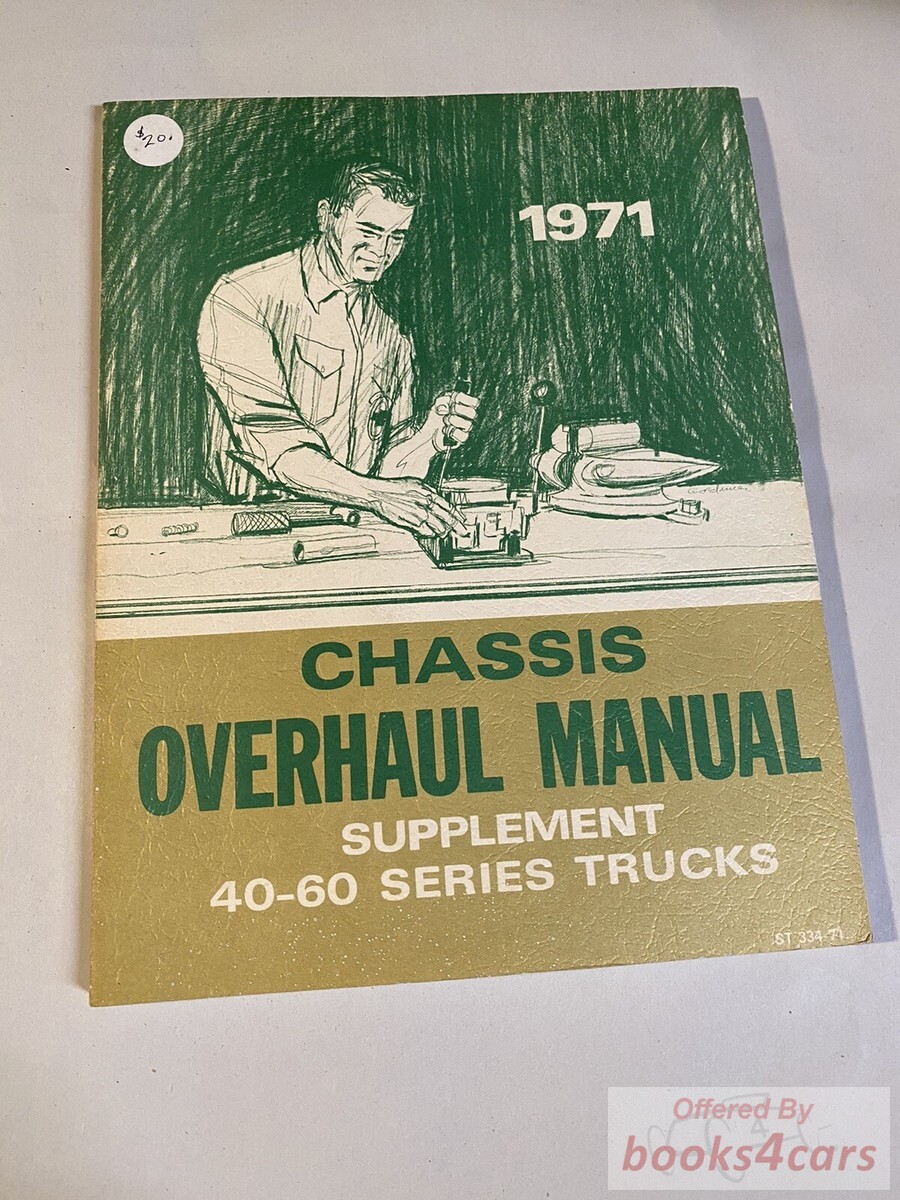 $20.
1971
CHASSIS
OVERHAUL MANUAL
SUPPLEMENT
40-60 SERIES TRUCKS
ST 334-71
Offered By
books4cars